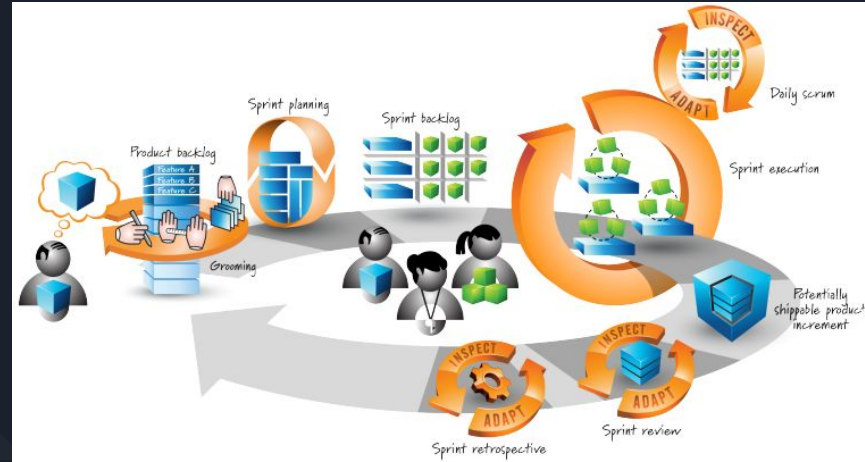 INSPECT
ADAPT
Daily scrum
Sprint planning
Sprint backlog
Product backlog
Feature A
Feature B
Feature C
Sprint execution
Grooming
Potentially
shippable product
increment
INSPECT
ADAPT
Sprint review
INSPECT
ADAPT
Sprint retrospective